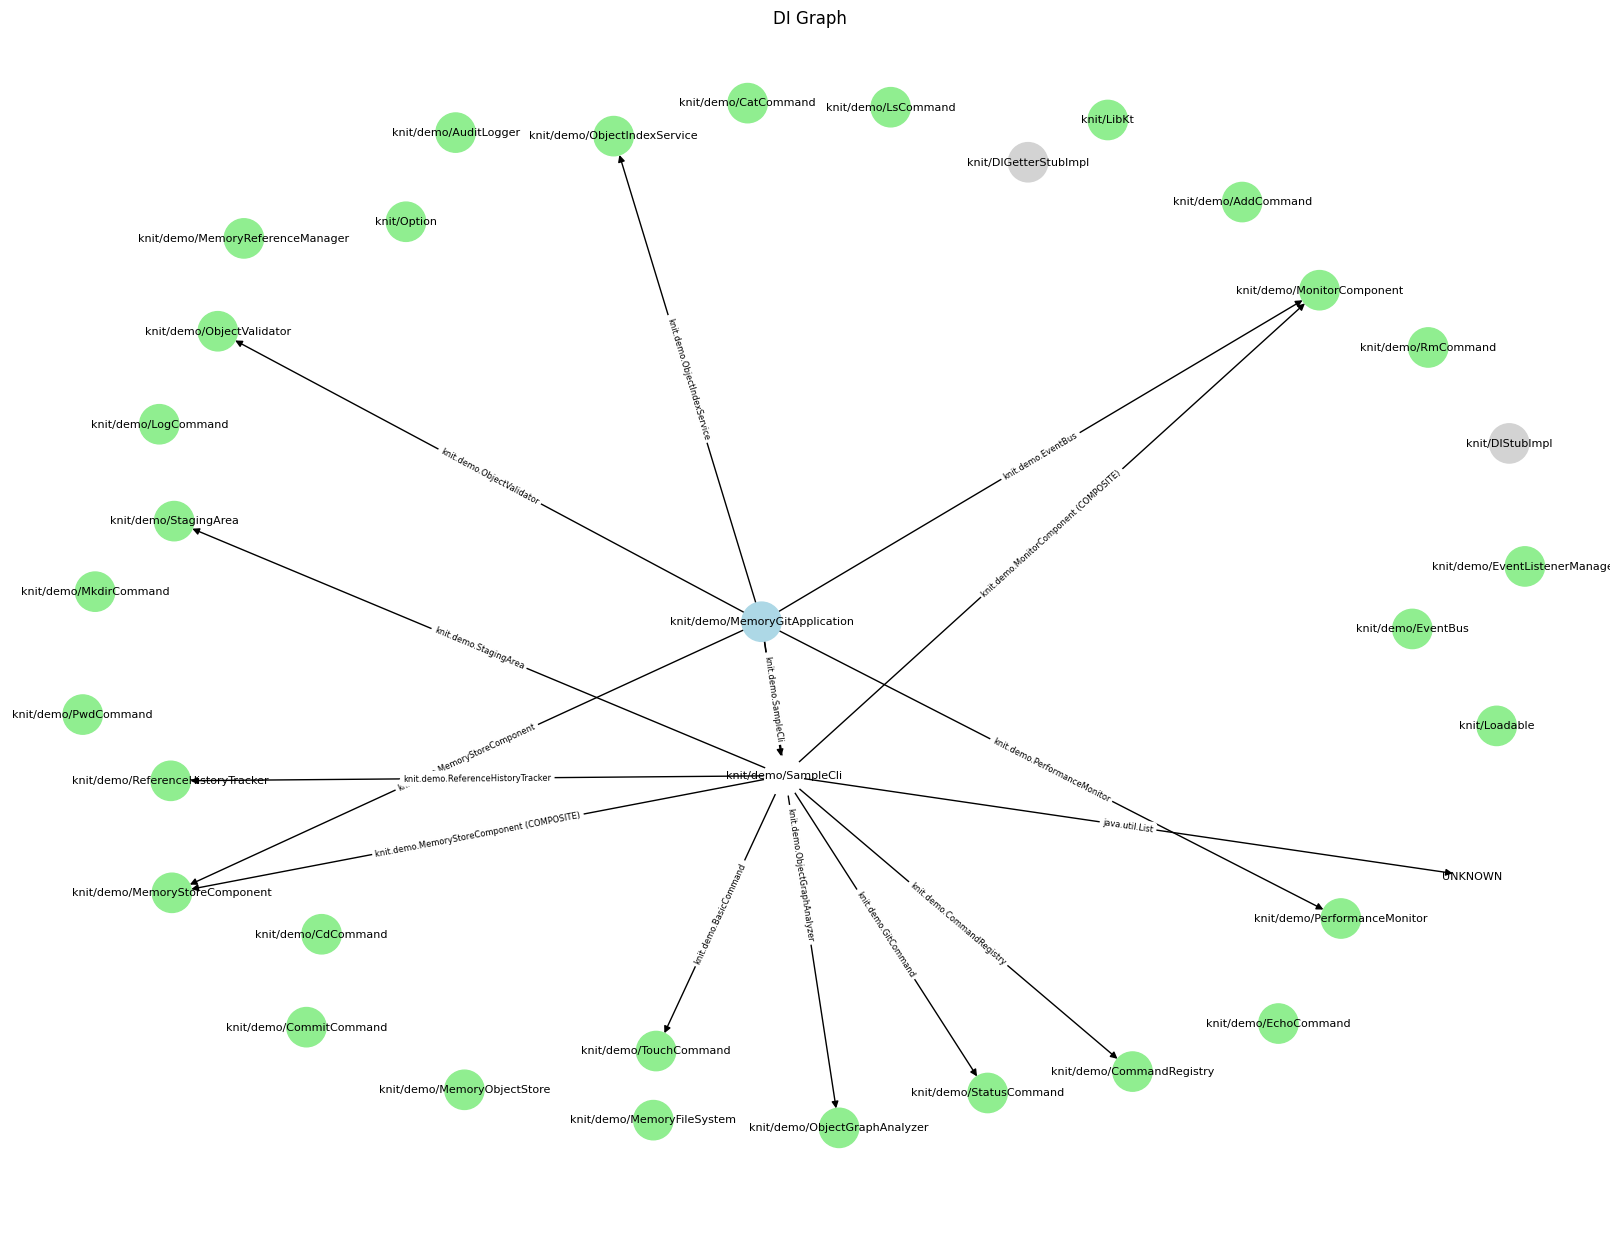 DI Graph
knit/demo/CatCommand
knit/demo/LsCommand
knit/LibKt
knit/demo/AuditLogger
knit/demo/ObjectIndexService
knit/DIGetterStubImpl
knit/demo/AddCommand
knit/Option
knit/demo/MemoryReferenceManager
knit/demo/MonitorComponent
knit/demo/ObjectValidator
knit/demo/RmCommand
knit.demo.ObjectIndexService
knit/demo/LogCommand
knit/DIStubImpl
knit.demo.EventBus
knit.demo.ObjectValidator
knit/demo/StagingArea
knit.demo.MonitorComponent (COMPOSITE)
knit/demo/EventListenerManage
knit/demo/MkdirCommand
knit/demo/MemoryGitApplication
knit/demo/EventBus
knit.demo.StagingArea
knit.demo.SampleCli
knit/demo/PwdCommand
knit/Loadable
.MemoryStoreComponent
knit.demo.PerformanceMonitor
knit/demo/SampleCli
knit.demo.ReferenceHistoryTracker
knit/demo/ReferenceHistoryTracker
java.util.List
knit.demo.MemoryStoreComponent (COMPOSITE)
UNKNOWN
knit/demo/MemoryStoreComponent
knit.demo.ObjectGraphAnalyzer
knit.demo.BasicCommand
knit.demo.GitCommand
knit.demo.CommandRegistry
knit/demo/PerformanceMonitor
knit/demo/CdCommand
knit/demo/EchoCommand
knit/demo/CommitCommand
knit/demo/TouchCommand
knit/demo/CommandRegistry
knit/demo/MemoryObjectStore
knit/demo/StatusCommand
knit/demo/MemoryFileSystem
knit/demo/ObjectGraphAnalyzer